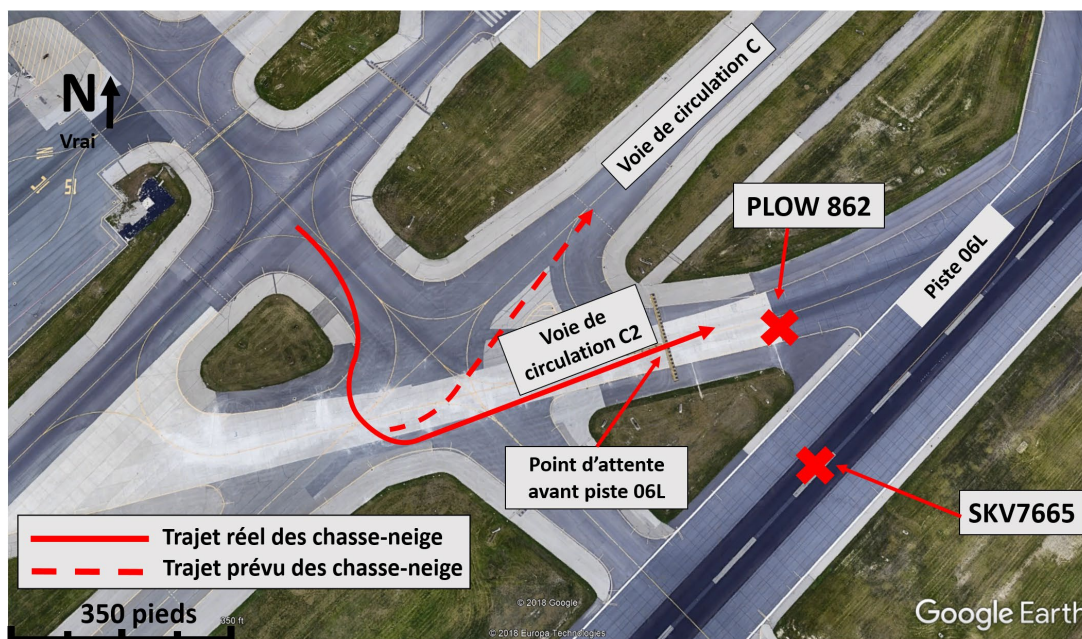 N
Vrai
Voie de circulation C
PLOW 862
Piste 06L
Voie de
circulation C2
Point d'attente
avant piste 06L
SKV7665
Trajet réel des chasse-neige
Trajet prévu des chasse-neige
350 pieds
350 ft
© 2018 Google
© 2018 Europa Technologies
Google Earth